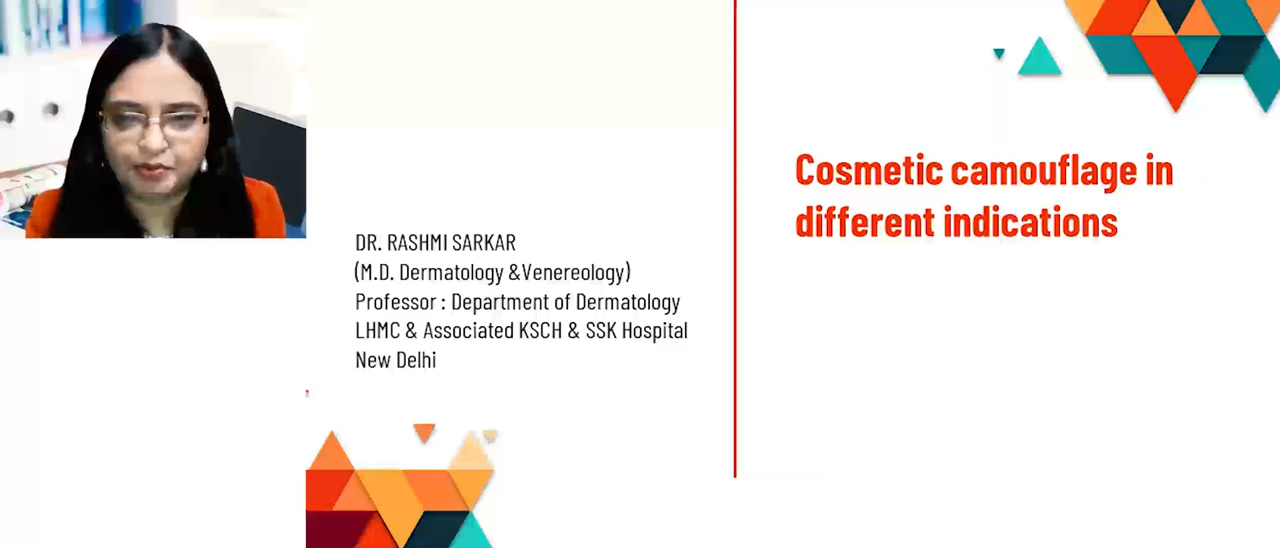 DR. RASHMI SARKAR
(M.D. Dermatology &Venereology)
Professor : Department of Dermatology
LHMC & Associated KSCH & SSK Hospital
New Delhi
Cosmetic camouflage in
different indications